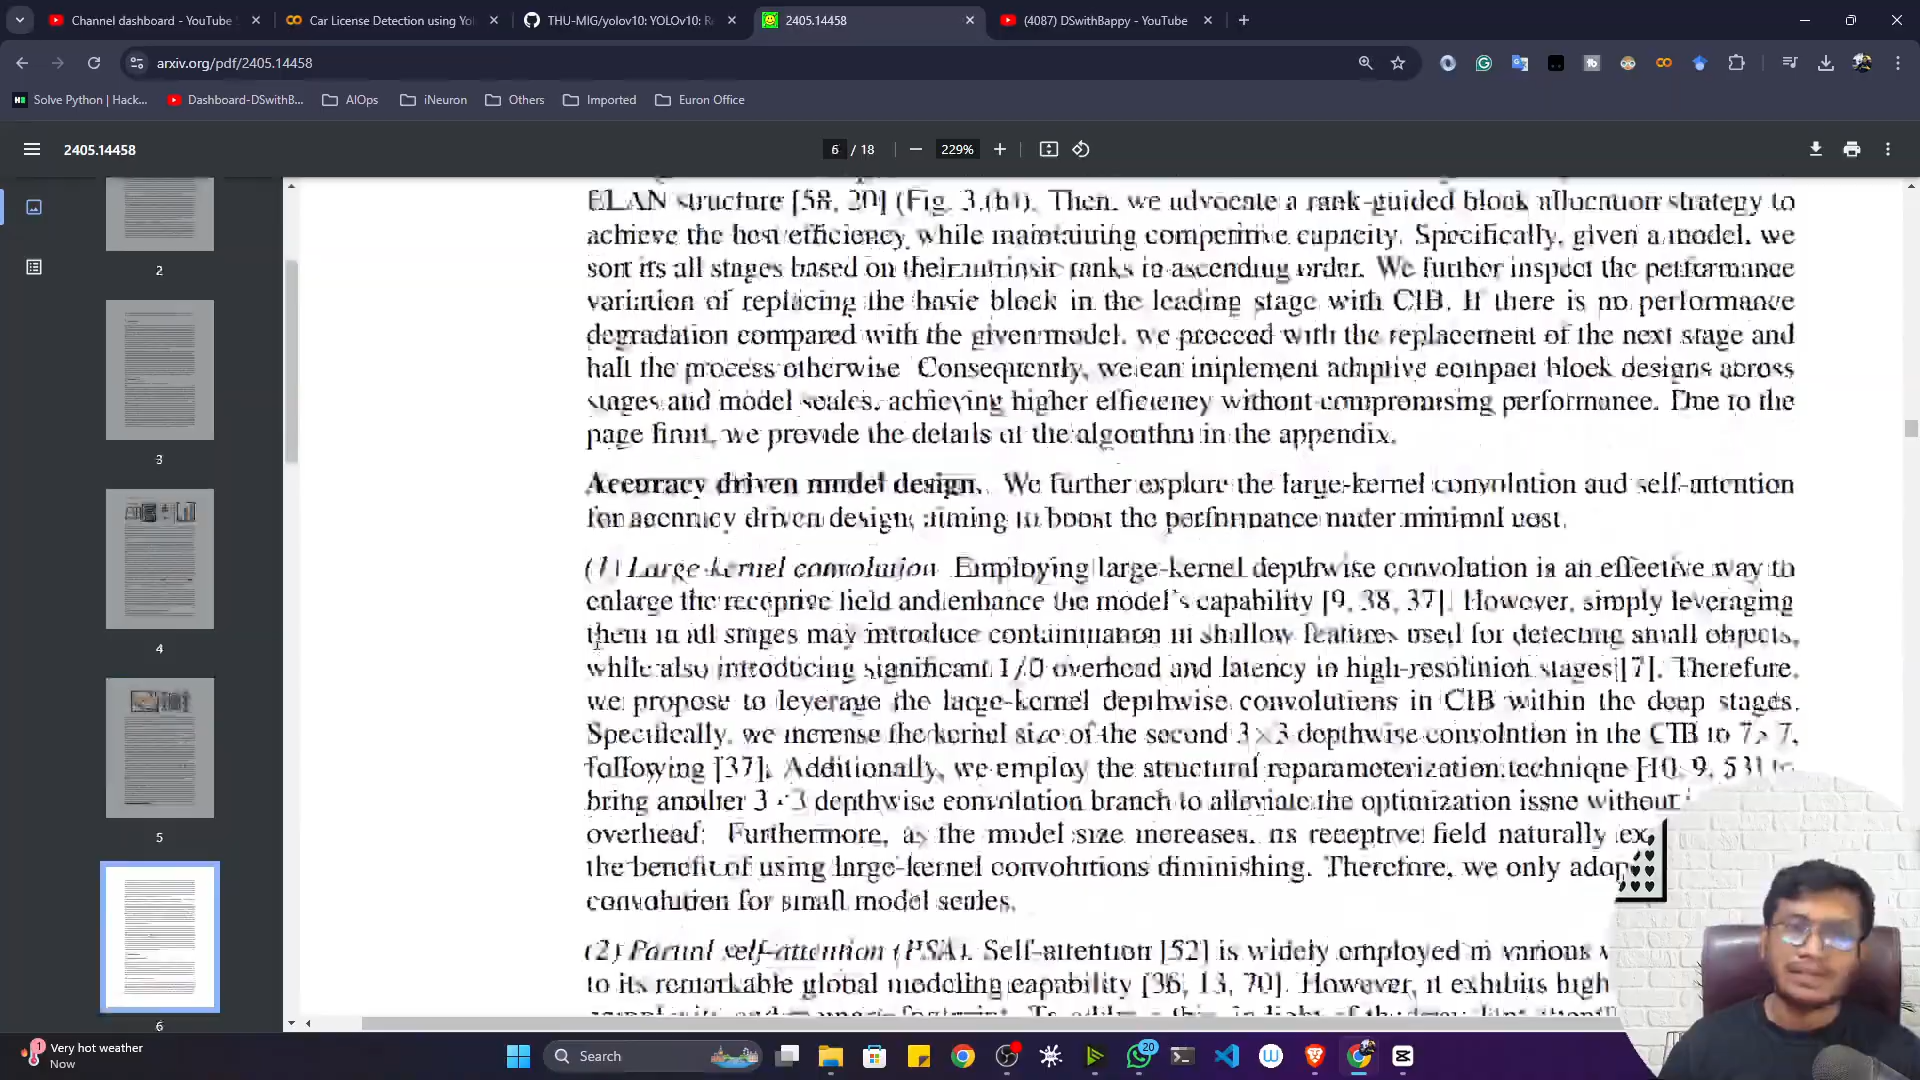 Channel dashboard - YouTube
Car License Detection using Yol
THU-MIG/yolov10: YOLOv10: Re
2405.14458
(4087) DSwithBappy - YouTube
arxiv.org/pdf/2405.14458
Solve Python | Hack...
Dashboard-DSwithB...
AIOps
iNeuron
Others
Imported
Euron Office
2405.14458
6 / 18
229%
2
3
4
5
6
ELAN structure [58, 20] (Fig. 3.(b)). Then, we advocate a rank-guided block allocation strategy to
achieve the best efficiency while maintaining competitive capacity. Specifically, given a model, we
sort its all stages based on their intrinsic ranks in ascending order. We further inspect the performance
variation of replacing the basic block in the leading stage with CIB. If there is no performance
degradation compared with the given model, we proceed with the replacement of the next stage and
halt the process otherwise. Consequently, we can implement adaptive compact block designs across
stages and model scales, achieving higher efficiency without compromising performance. Due to the
page limit, we provide the details of the algorithm in the appendix.
Accuracy driven model design. We further explore the large-kernel convolution and self-attention
for accuracy driven design, aiming to boost the performance under minimal cost.
(1) Large-kernel convolution. Employing large-kernel depthwise convolution is an effective way to
enlarge the receptive field and enhance the model's capability [9, 38, 37]. However, simply leveraging
them in all stages may introduce contamination in shallow features used for detecting small objects,
while also introducing significant I/O overhead and latency in high-resolution stages [7]. Therefore,
we propose to leverage the large-kernel depthwise convolutions in CIB within the deep stages.
Specifically, we increase the kernel size of the second 3×3 depthwise convolution in the CIB to 7×7,
following [37]. Additionally, we employ the structural reparameterization technique [10, 9, 53] to
bring another 3×3 depthwise convolution branch to alleviate the optimization issue without
overhead. Furthermore, as the model size increases, its receptive field naturally ex
the benefit of using large-kernel convolutions diminishing. Therefore, we only adop
convolution for small model scales.
(2) Partial self-attention (PSA). Self-attention [52] is widely employed in various v
to its remarkable global modeling capability [36, 13, 70]. However, it exhibits high
1
Very hot weather
Now
Search
20